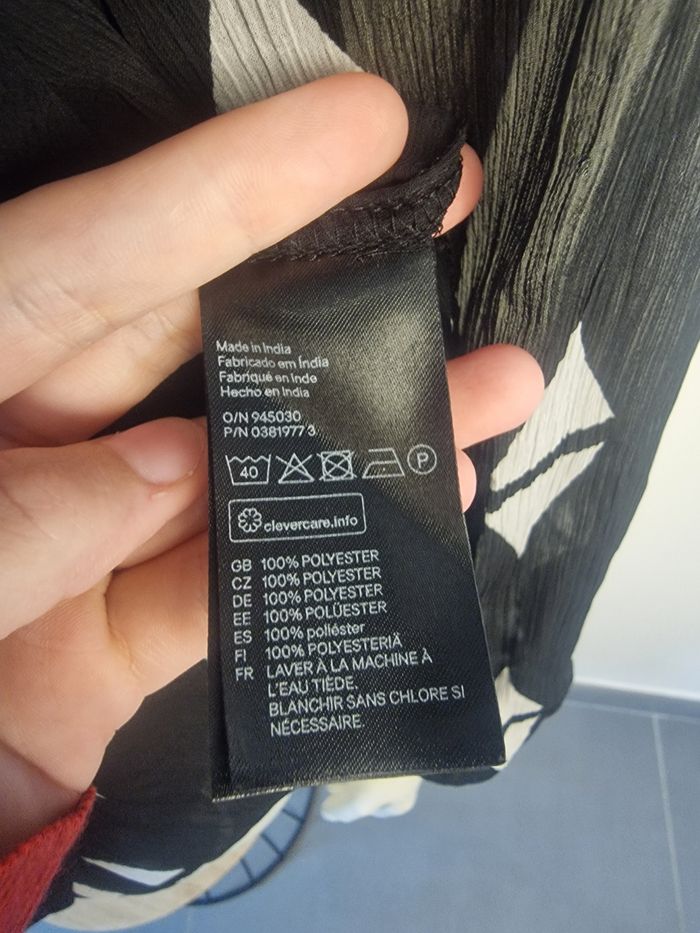 Made in India
Fabricado em Índia
Fabriqué en Inde
Hecho en India
O/N 945030
P/N 0381977 3
40 P
clevercare.info
GB 100% POLYESTER
CZ 100% POLYESTER
DE 100% POLYESTER
EE 100% POLÜESTER
ES 100% poliéster
FI 100% POLYESTERIÄ
FR LAVER À LA MACHINE À
L'EAU TIÈDE.
BLANCHIR SANS CHLORE SI
NÉCESSAIRE.